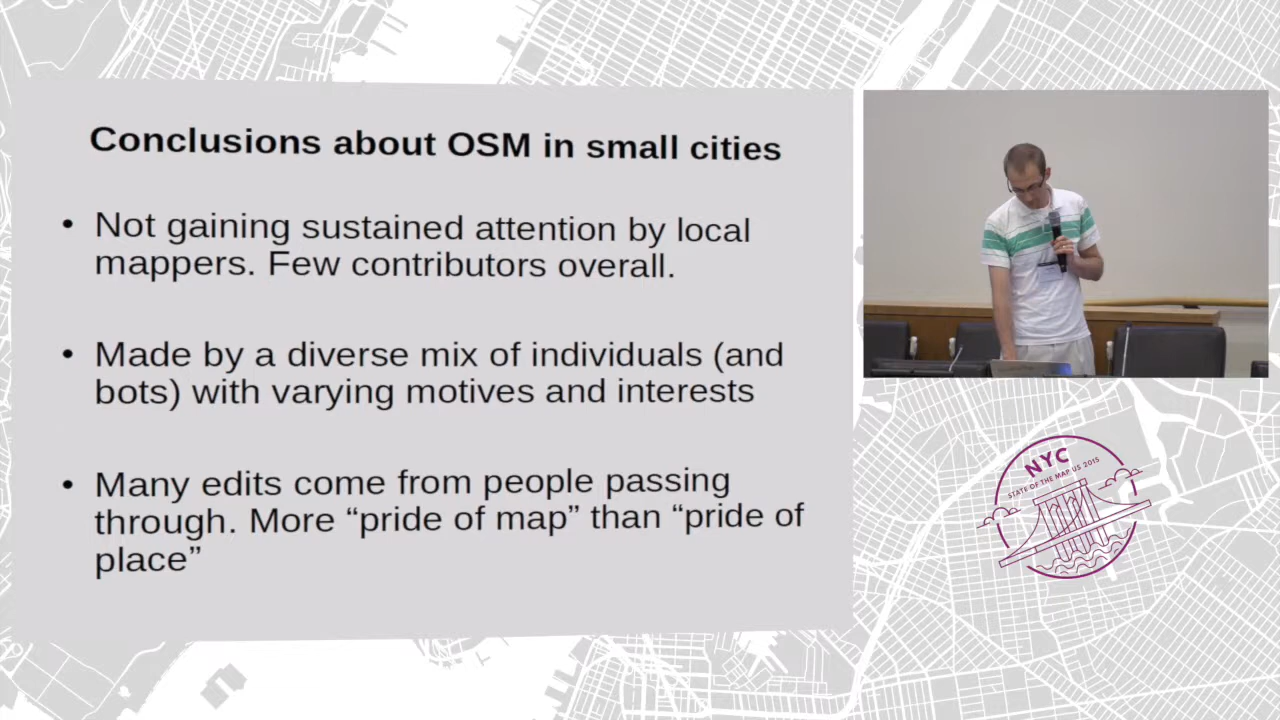 Conclusions about OSM in small cities
• Not gaining sustained attention by local
mappers. Few contributors overall.
• Made by a diverse mix of individuals (and
bots) with varying motives and interests
• Many edits come from people passing
through. More “pride of map” than “pride of
place”
NYC
STATE OF THE MAP US 2015